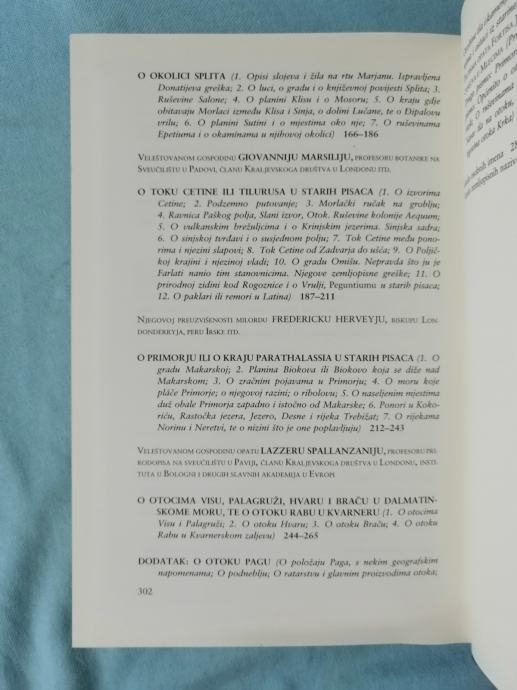 O OKOLICI SPLITA (1. Opisi slojeva i žila na rtu Marjanu. Ispravljena
Donatijeva greška; 2. O luci, o gradu i o književnoj povijesti Splita; 3.
Ruševine Salone; 4. O planini Klisu i o Mosoru; 5. O kraju gdje
obitavaju Morlaci između Klisa i Sinja, o dolini Lučane, te o Dipalovu
vrilu; 6. O planini Sutini i o mjestima oko nje; 7. O ruševinama
Epetiuma i o okaminama u njihovoj okolici) 166–186
Veleštovanom gospodinu GIOVANNIJU MARSILIJU, profesoru botanike na
Sveučilištu u Padovi, članu Kraljevskoga društva u Londonu itd.
O TOKU CETINE ILI TILURUSA U STARIH PISACA (1. O izvorima
Cetine; 2. Podzemno putovanje; 3. Morlački ručak na groblju;
4. Ravnica Paškog polja, Slani izvor, Otok. Ruševine kolonije Aequum;
5. O vulkanskim brežuljcima i o Krinjskim jezerima. Sinjska sadra;
6. O sinjskoj tvrđavi i o susjednom polju; 7. Tok Cetine među pono-
rima i njezini slapovi; 8. Tok Cetine od Zadvarja do ušća; 9. O Poljič-
koj krajini i njezinoj vladi; 10. O gradu Omišu. Nepravda što ju je
Farlati nanio tim stanovnicima. Njegove zemljopisne greške; 11. O
prirodnoj zidini kod Rogoznice i o Vrulji, Peguntiumu u starih pisaca;
12. O paklari ili remori u Latina) 187–211
Njegovoj preuzvišenosti milordu FREDERICKU HERVEYJU, biskupu Lon-
donderryja, peru Irske itd.
O PRIMORJU ILI O KRAJU PARATHALASSIA U STARIH PISACA (1. O
gradu Makarskoj; 2. Planina Biokova ili Biokovo koja se diže nad
Makarskom; 3. O zračnim pojavama u Primorju; 4. O moru koje
plače Primorje; o njegovoj razini; o ribolovu; 5. O naseljenim mjestima
duž obale Primorja zapadno i istočno od Makarske; 6. Ponori u Koko-
riću, Rastočka jezera, Jezero, Desne i rijeka Trebižat; 7. O rijekama
Norinu i Neretvi, te o nizini što je one poplavljuju) 212–243
Veleštovanom gospodinu opatu LAZZERU SPALLANZANIJU, profesoru pri-
rodopisa na sveučilištu u Paviji, članu Kraljevskoga društva u Londonu, insti-
tuta u Bologni i drugih slavnih akademija u Evropi
O OTOCIMA VISU, PALAGRUŽI, HVARU I BRAČU U DALMATIN-
SKOME MORU, TE O OTOKU RABU U KVARNERU (1. O otocima
Visu i Palagruži; 2. O otoku Hvaru; 3. O otoku Braču; 4. O otoku
Rabu u Kvarnerskom zaljevu) 244–265
DODATAK: O OTOKU PAGU (O položaju Paga, s nekim geografskim
napomenama; O podneblju; O ratarstvu i glavnim proizvodima otoka;
302